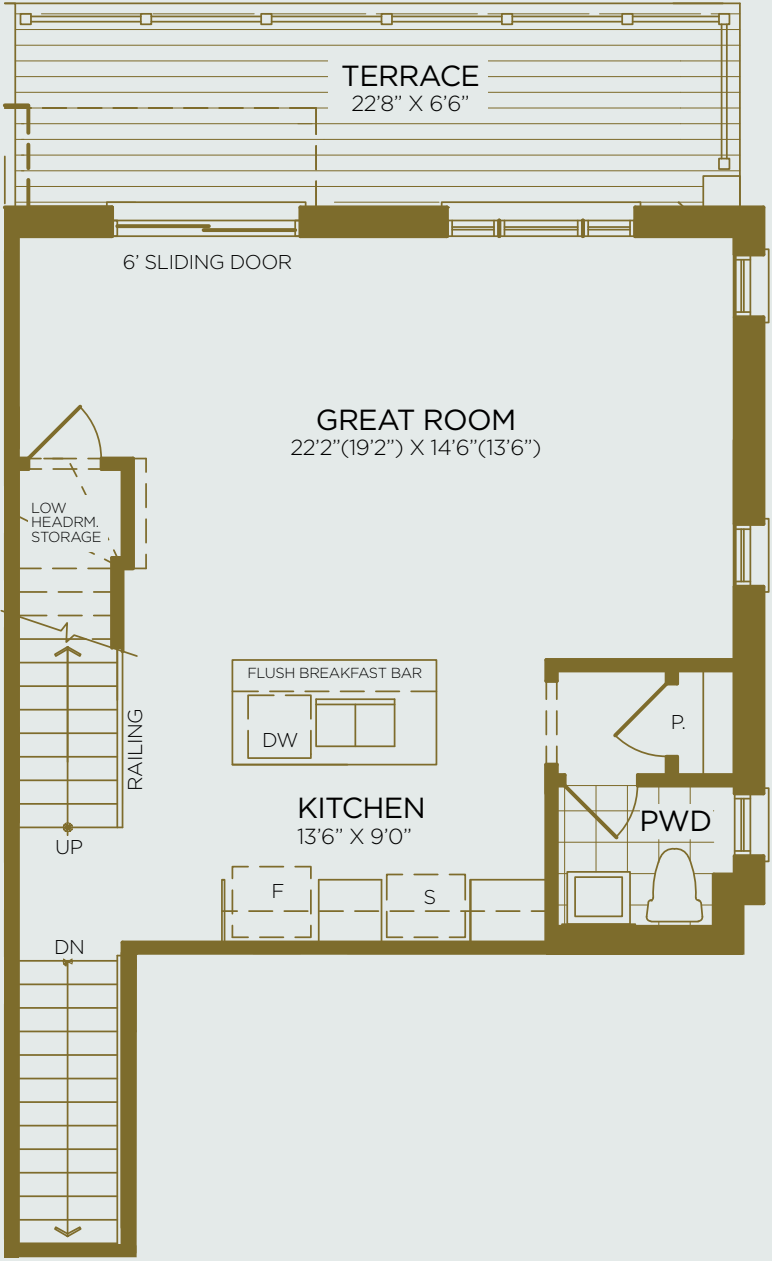 TERRACE
22’8” X 6’6”
6’ SLIDING DOOR
GREAT ROOM
22’2”(19’2”) X 14’6”(13’6”)
LOW
HEADRM.
STORAGE
FLUSH BREAKFAST BAR
DW
RAILING
P.
KITCHEN
13’6” X 9’0”
PWD
UP
F
S
DN